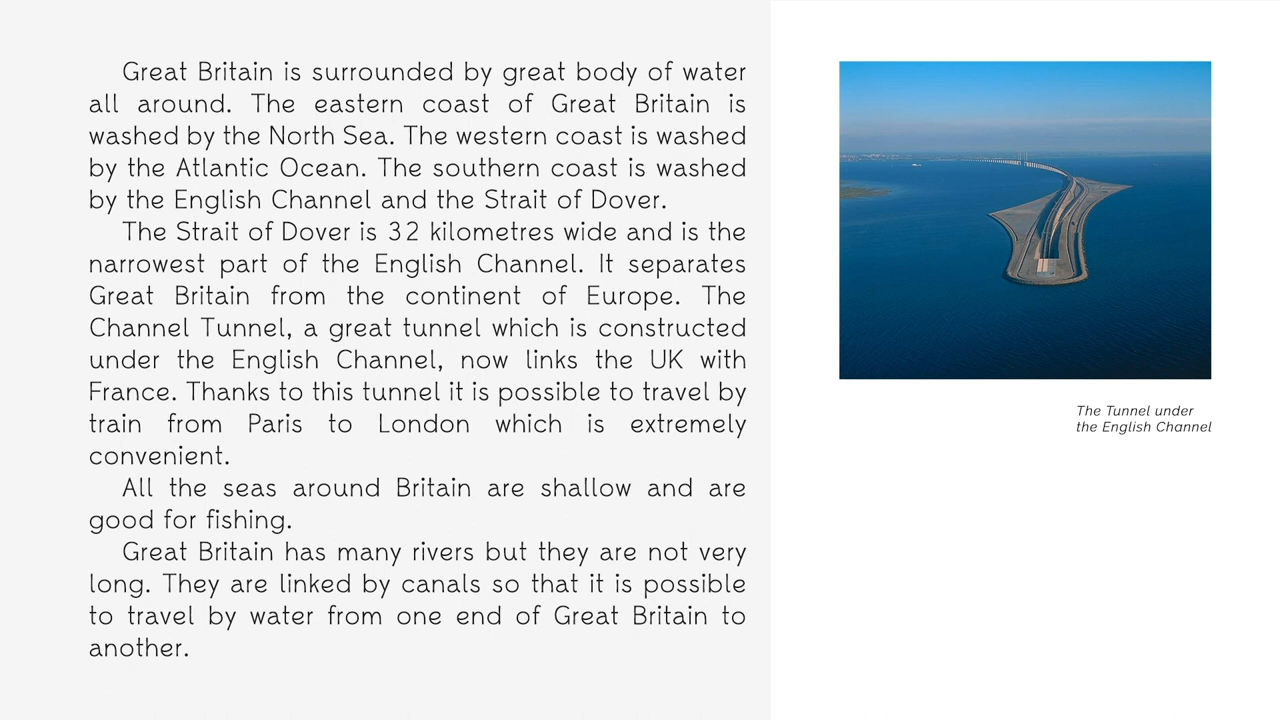 Great Britain is surrounded by great body of water
all around. The eastern coast of Great Britain is
washed by the North Sea. The western coast is washed
by the Atlantic Ocean. The southern coast is washed
by the English Channel and the Strait of Dover.
The Strait of Dover is 32 kilometres wide and is the
narrowest part of the English Channel. It separates
Great Britain from the continent of Europe. The
Channel Tunnel, a great tunnel which is constructed
under the English Channel, now links the UK with
France. Thanks to this tunnel it is possible to travel by
train from Paris to London which is extremely
convenient.
All the seas around Britain are shallow and are
good for fishing.
Great Britain has many rivers but they are not very
long. They are linked by canals so that it is possible
to travel by water from one end of Great Britain to
another.
The Tunnel under
the English Channel